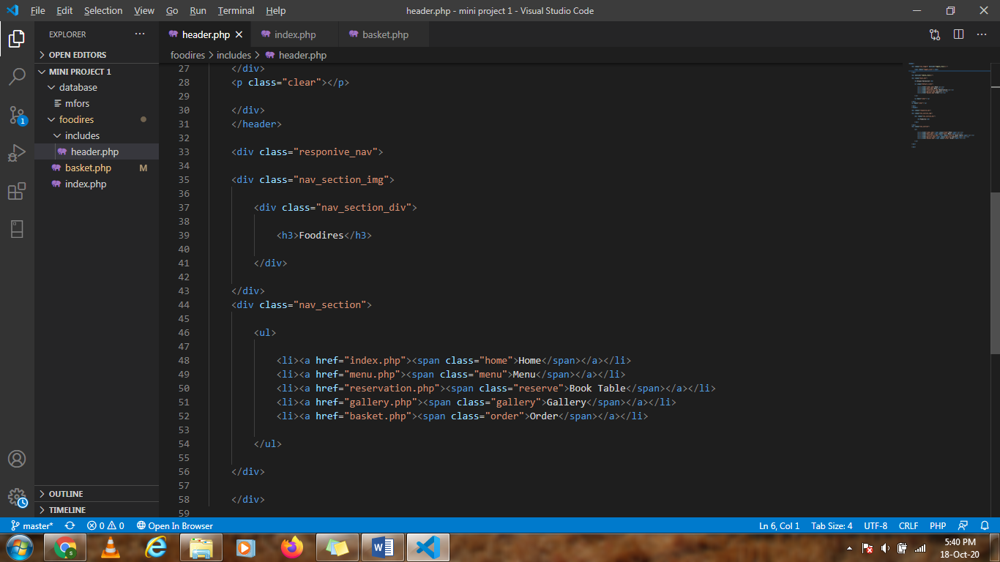 File Edit Selection View Go Run Terminal Help header.php - mini project 1 - Visual Studio Code
EXPLORER
header.php index.php basket.php
OPEN EDITORS
MINI PROJECT 1
database
mfors
foodires
includes
header.php
basket.php M
index.php
1
OUTLINE
TIMELINE
foodires > includes > header.php
27 </div>
28 <p class="clear"></p>
29
30 </div>
31 </header>
32
33 <div class="responive_nav">
34
35 <div class="nav_section_img">
36
37 <div class="nav_section_div">
38
39 <h3>Foodires</h3>
40
41 </div>
42
43 </div>
44 <div class="nav_section">
45
46 <ul>
47
48 <li><a href="index.php"><span class="home">Home</span></a></li>
49 <li><a href="menu.php"><span class="menu">Menu</span></a></li>
50 <li><a href="reservation.php"><span class="reserve">Book Table</span></a></li>
51 <li><a href="gallery.php"><span class="gallery">Gallery</span></a></li>
52 <li><a href="basket.php"><span class="order">Order</span></a></li>
53
54 </ul>
55
56 </div>
57
58 </div>
59
master* 0 0 Open In Browser Ln 6, Col 1 Tab Size: 4 UTF-8 CRLF PHP
5:40 PM
18-Oct-20